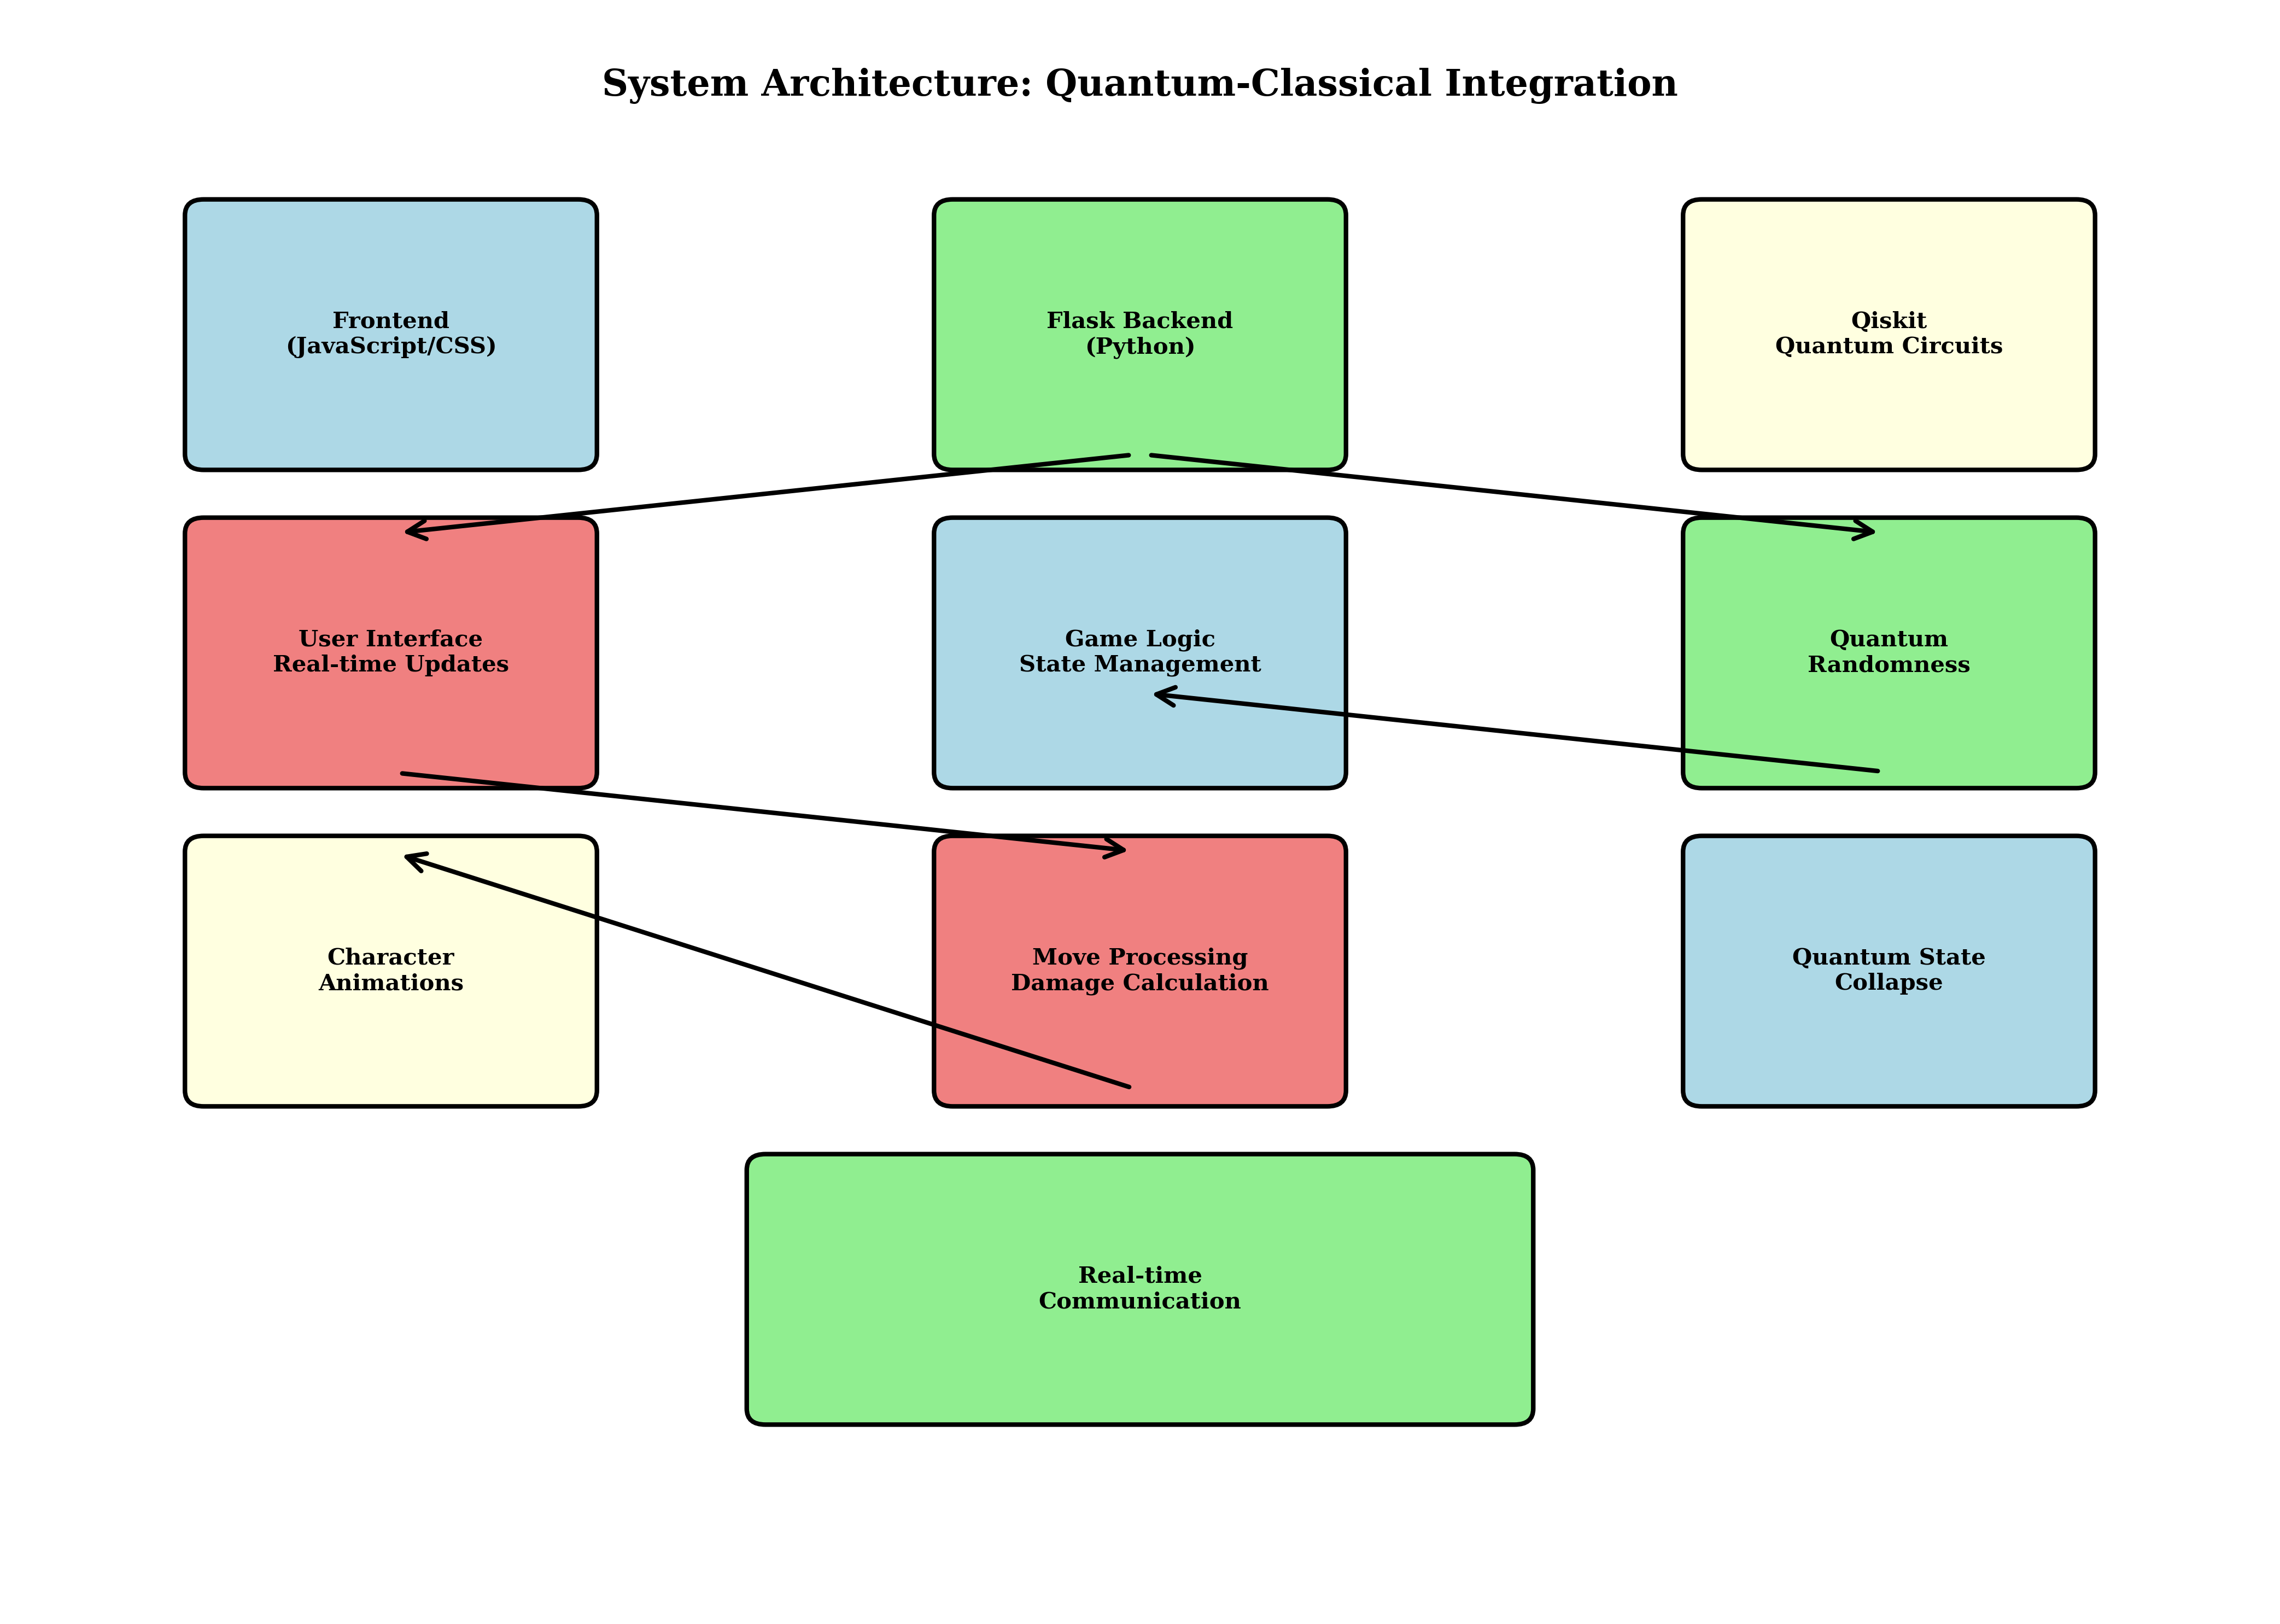 System Architecture: Quantum-Classical Integration
Frontend
(JavaScript/CSS)
Flask Backend
(Python)
Qiskit
Quantum Circuits
User Interface
Real-time Updates
Game Logic
State Management
Quantum
Randomness
Character
Animations
Move Processing
Damage Calculation
Quantum State
Collapse
Real-time
Communication